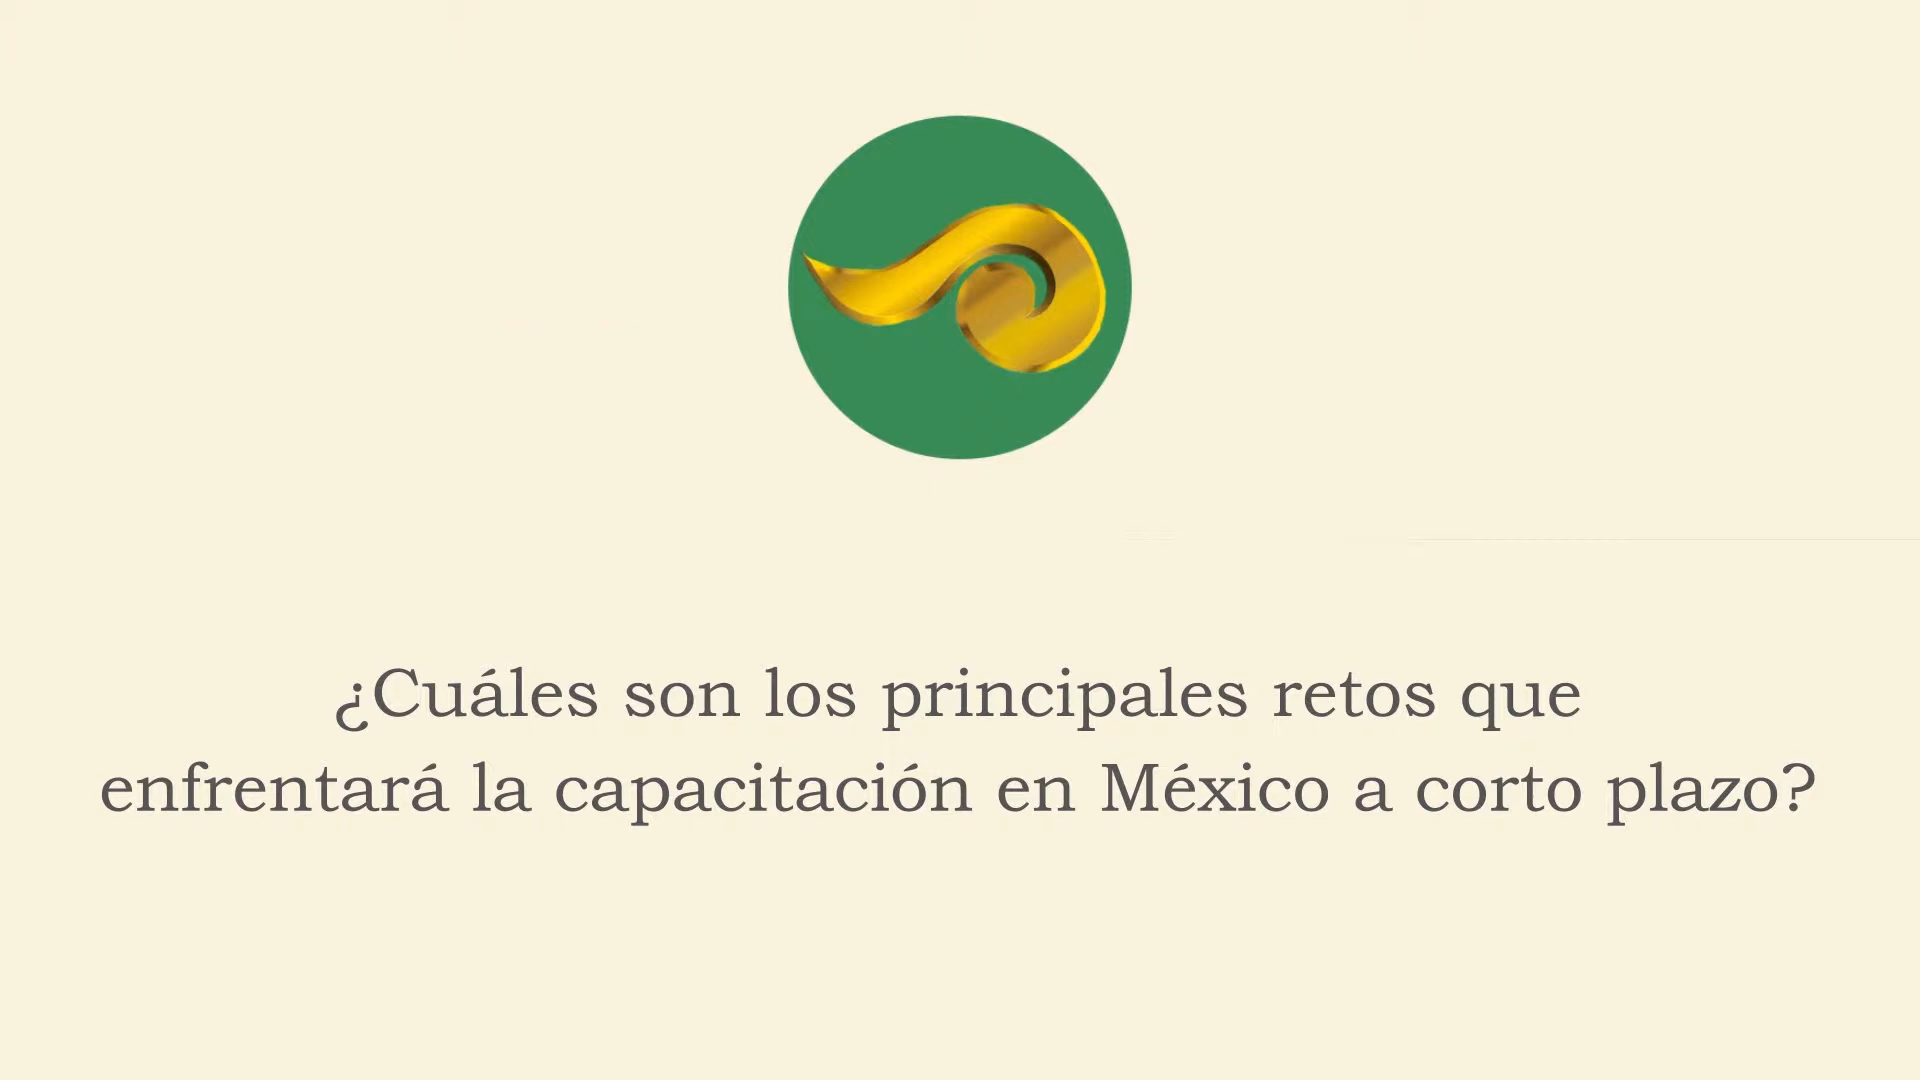 ¿Cuáles son los principales retos que
enfrentará la capacitación en México a corto plazo?